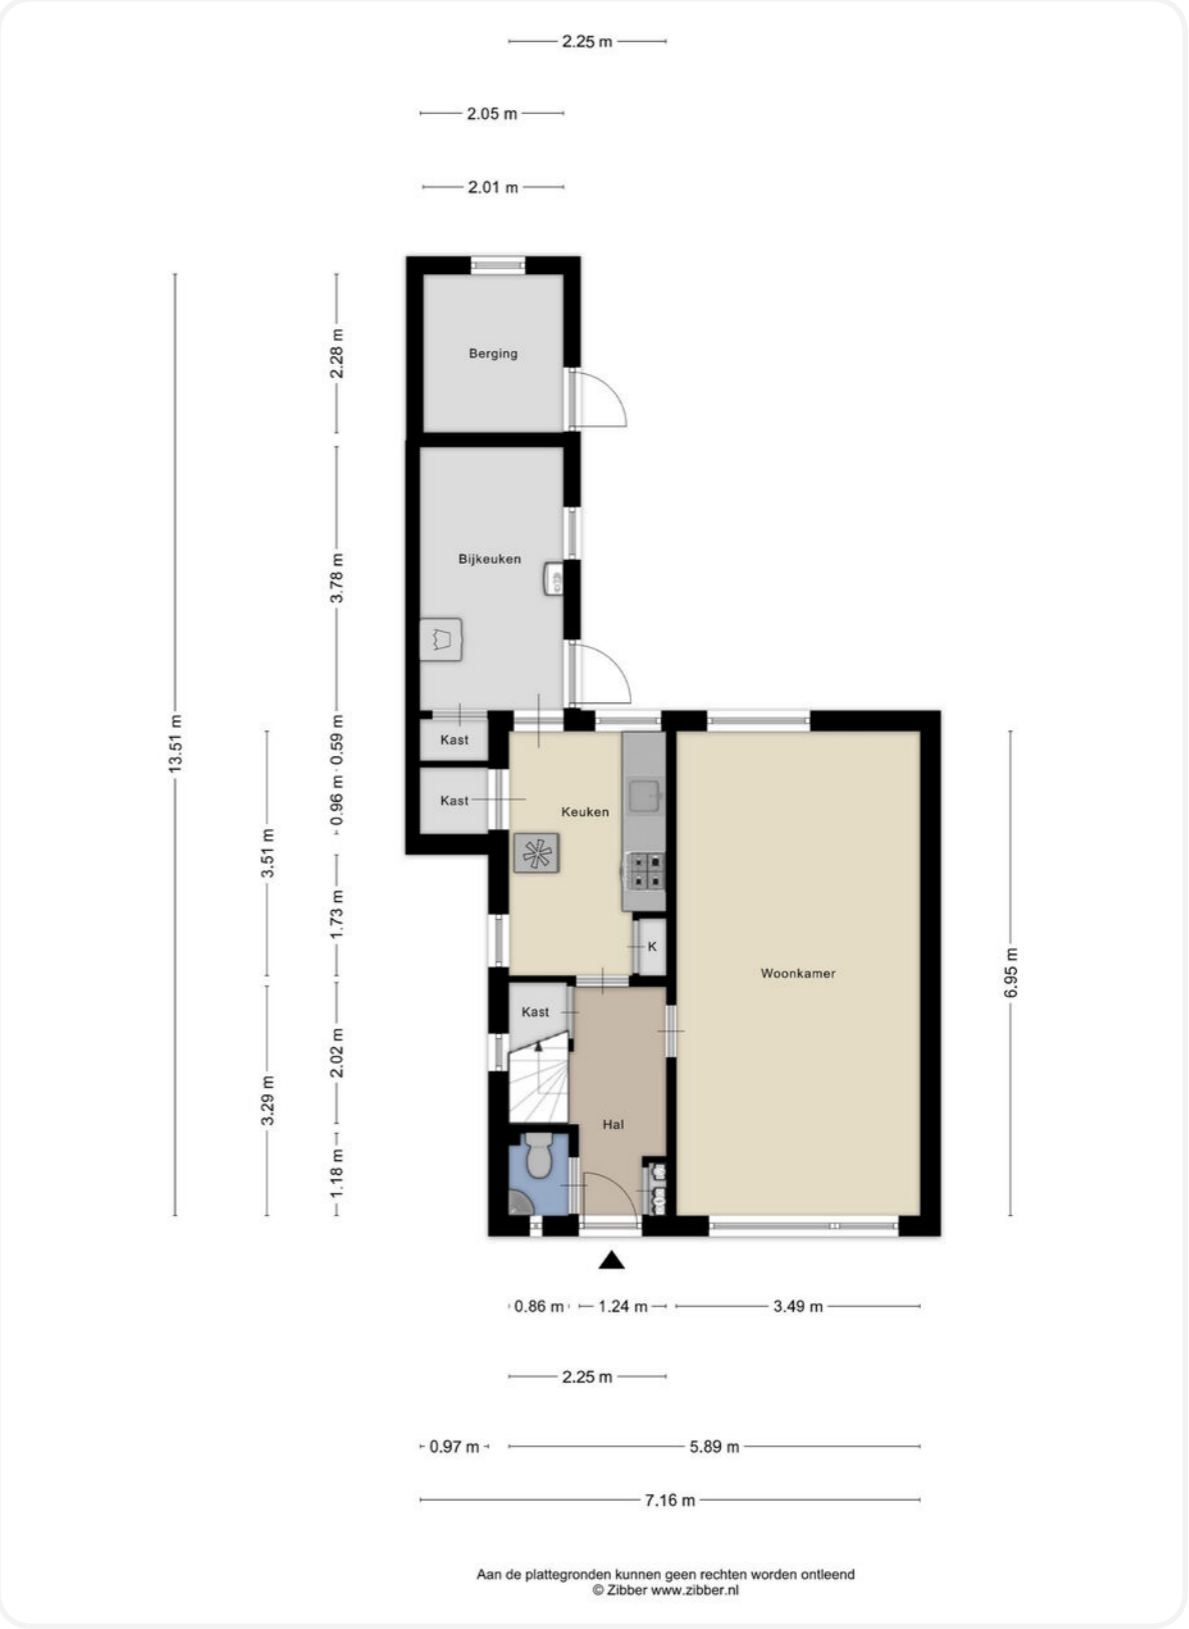 2.25 m
2.05 m
2.01 m
2.28 m
Berging
3.78 m
Bijkeuken
13.51 m
0.59 m
Kast
0.96 m
Kast
Keuken
3.51 m
1.73 m
K
Woonkamer
6.95 m
Kast
2.02 m
3.29 m
Hal
1.18 m
0.86 m
1.24 m
3.49 m
2.25 m
0.97 m
5.89 m
7.16 m
Aan de plattegronden kunnen geen rechten worden ontleend
© Zibber www.zibber.nl